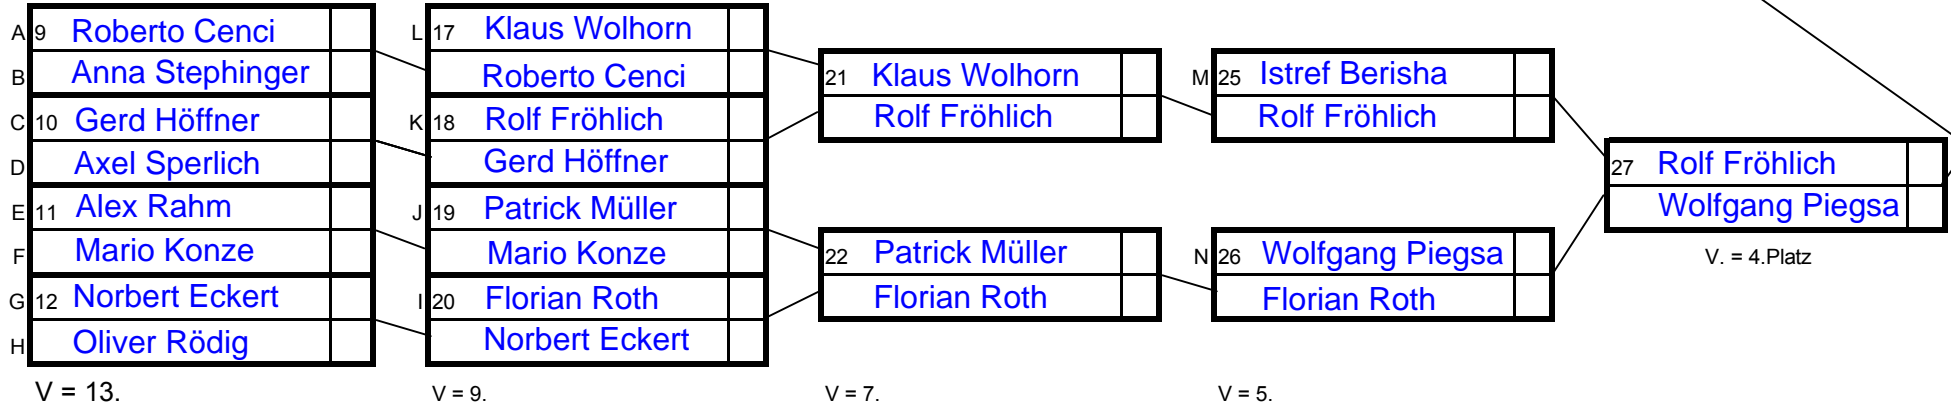 A 9 Roberto Cenci
B Anna Stephinger
C 10 Gerd Höffner
D Axel Sperlich
E 11 Alex Rahm
F Mario Konze
G 12 Norbert Eckert
H Oliver Rödig
V = 13.
L 17 Klaus Wolhorn
Roberto Cenci
K 18 Rolf Fröhlich
Gerd Höffner
J 19 Patrick Müller
Mario Konze
I 20 Florian Roth
Norbert Eckert
V = 9.
21 Klaus Wolhorn
Rolf Fröhlich
22 Patrick Müller
Florian Roth
V = 7.
M 25 Istref Berisha
Rolf Fröhlich
N 26 Wolfgang Piegsa
Florian Roth
V = 5.
27 Rolf Fröhlich
Wolfgang Piegsa
V. = 4.Platz